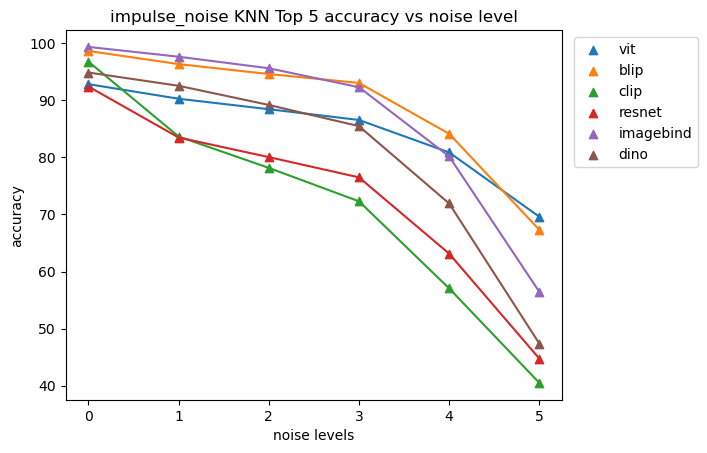 impulse_noise KNN Top 5 accuracy vs noise level
100
90
80
70
60
50
40
accuracy
0 1 2 3 4 5
noise levels
vit
blip
clip
resnet
imagebind
dino